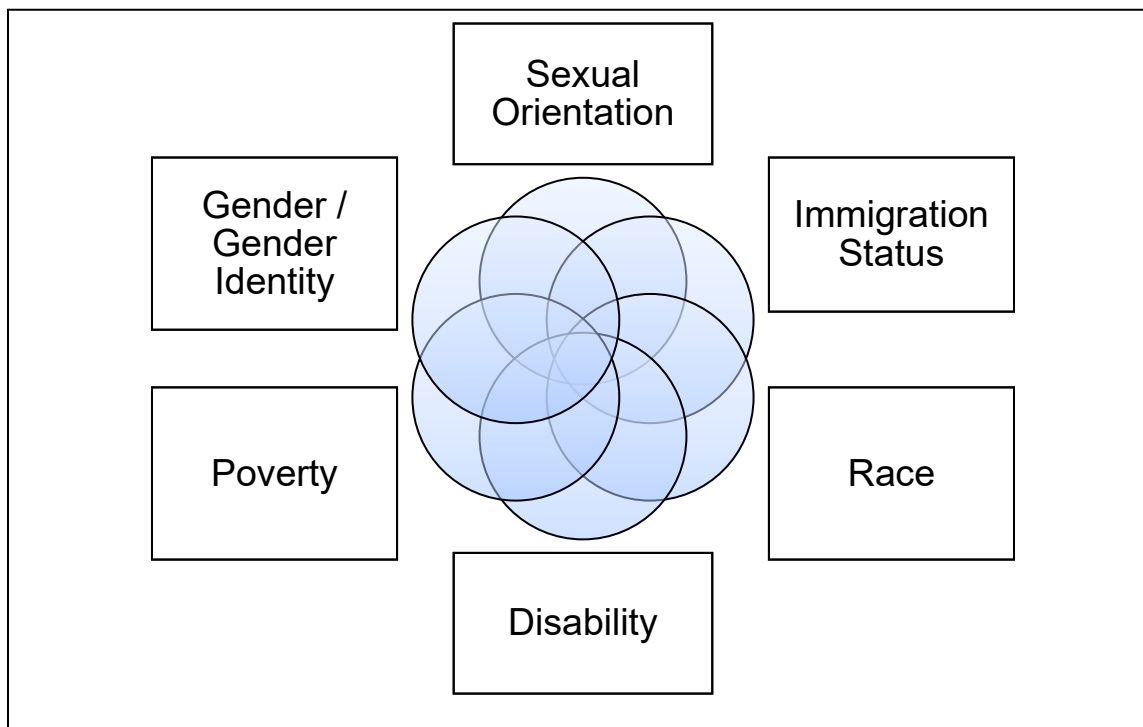 Sexual
Orientation
Gender /
Gender
Identity
Immigration
Status
Poverty
Race
Disability